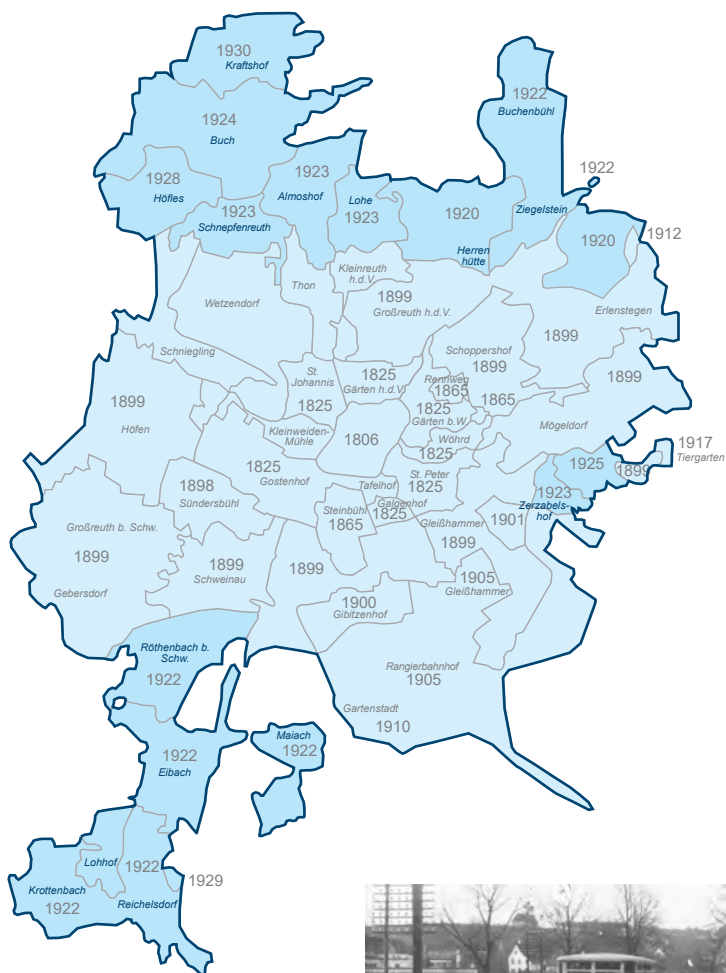 1930
Kraftshof
1924
Buch
1922
Buchenbühl
1928
Höfles
1923
Almoshof
Lohe
1923
1923
Schnepfenreuth
1920
Herren
hütte
Ziegelstein
1922
1920
1912
Kleinreuth
h.d.V.
Thon
Wetzendorf
1899
Großreuth h.d.V.
Erlenstegen
1899
Schniegling
Schoppershof
1899
1899
St.
Johannis
1825
1825
Gärten h.d.V.
Rennweg
1865
1865
1825
Gärten b.W.
Mögeldorf
1899
Höfen
Kleinweiden-
Mühle
1806
Wöhrd
1825
1917
Tiergarten
1825
Gostenhof
St. Peter
1825
1925
1899
1898
Sündersbühl
Tafelhof
Galgenhof
1825
1923
Zerzabels-
hof
Steinbühl
1865
Großreuth b. Schw.
1899
Gleißhammer
1899
1901
Gebersdorf
1899
Schweinau
1899
1905
Gleißhammer
1900
Gibitzenhof
Röthenbach b.
Schw.
1922
Rangierbahnhof
1905
Gartenstadt
1910
Maiach
1922
1922
Eibach
Lohhof
1922
1929
Krottenbach
1922
Reichelsdorf